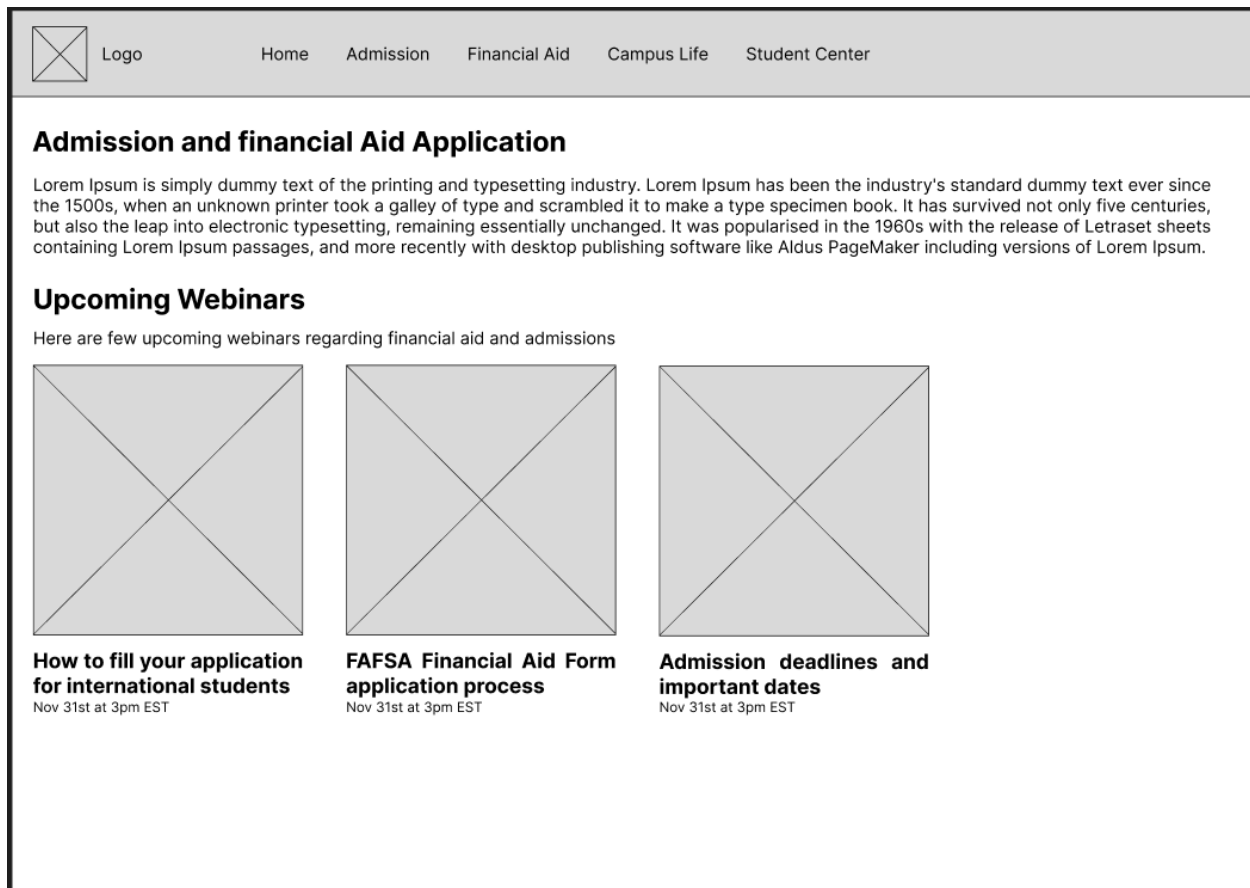 Logo Home Admission Financial Aid Campus Life Student Center
Admission and financial Aid Application
Lorem Ipsum is simply dummy text of the printing and typesetting industry. Lorem Ipsum has been the industry's standard dummy text ever since
the 1500s, when an unknown printer took a galley of type and scrambled it to make a type specimen book. It has survived not only five centuries,
but also the leap into electronic typesetting, remaining essentially unchanged. It was popularised in the 1960s with the release of Letraset sheets
containing Lorem Ipsum passages, and more recently with desktop publishing software like Aldus PageMaker including versions of Lorem Ipsum.
Upcoming Webinars
Here are few upcoming webinars regarding financial aid and admissions
How to fill your application
for international students
Nov 31st at 3pm EST
FAFSA Financial Aid Form
application process
Nov 31st at 3pm EST
Admission deadlines and
important dates
Nov 31st at 3pm EST